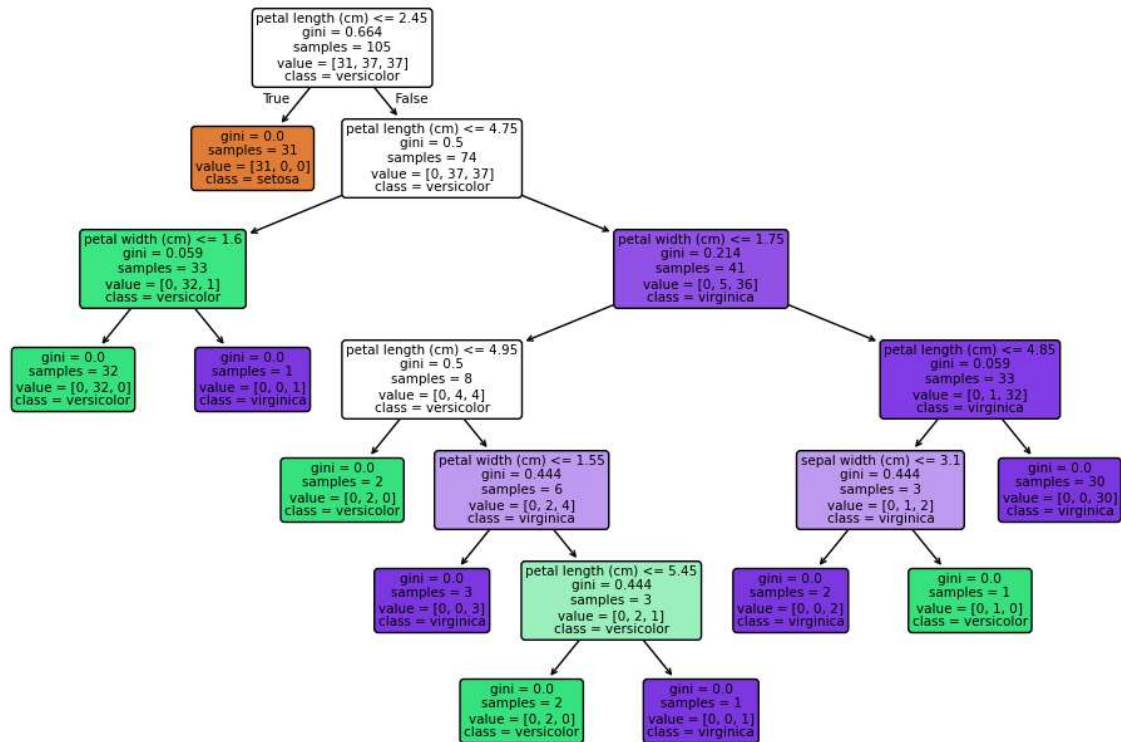 petal length (cm) <= 2.45
gini = 0.664
samples = 105
value = [31, 37, 37]
class = versicolor
True
False
gini = 0.0
samples = 31
value = [31, 0, 0]
class = setosa
petal length (cm) <= 4.75
gini = 0.5
samples = 74
value = [0, 37, 37]
class = versicolor
petal width (cm) <= 1.6
gini = 0.059
samples = 33
value = [0, 32, 1]
class = versicolor
petal width (cm) <= 1.75
gini = 0.214
samples = 41
value = [0, 5, 36]
class = virginica
gini = 0.0
samples = 32
value = [0, 32, 0]
class = versicolor
gini = 0.0
samples = 1
value = [0, 0, 1]
class = virginica
petal length (cm) <= 4.95
gini = 0.5
samples = 8
value = [0, 4, 4]
class = versicolor
petal length (cm) <= 4.85
gini = 0.059
samples = 33
value = [0, 1, 32]
class = virginica
gini = 0.0
samples = 2
value = [0, 2, 0]
class = versicolor
petal width (cm) <= 1.55
gini = 0.444
samples = 6
value = [0, 2, 4]
class = virginica
sepal width (cm) <= 3.1
gini = 0.444
samples = 3
value = [0, 1, 2]
class = virginica
gini = 0.0
samples = 30
value = [0, 0, 30]
class = virginica
gini = 0.0
samples = 3
value = [0, 0, 3]
class = virginica
petal length (cm) <= 5.45
gini = 0.444
samples = 3
value = [0, 2, 1]
class = versicolor
gini = 0.0
samples = 2
value = [0, 0, 2]
class = virginica
gini = 0.0
samples = 1
value = [0, 1, 0]
class = versicolor
gini = 0.0
samples = 2
value = [0, 2, 0]
class = versicolor
gini = 0.0
samples = 1
value = [0, 0, 1]
class = virginica